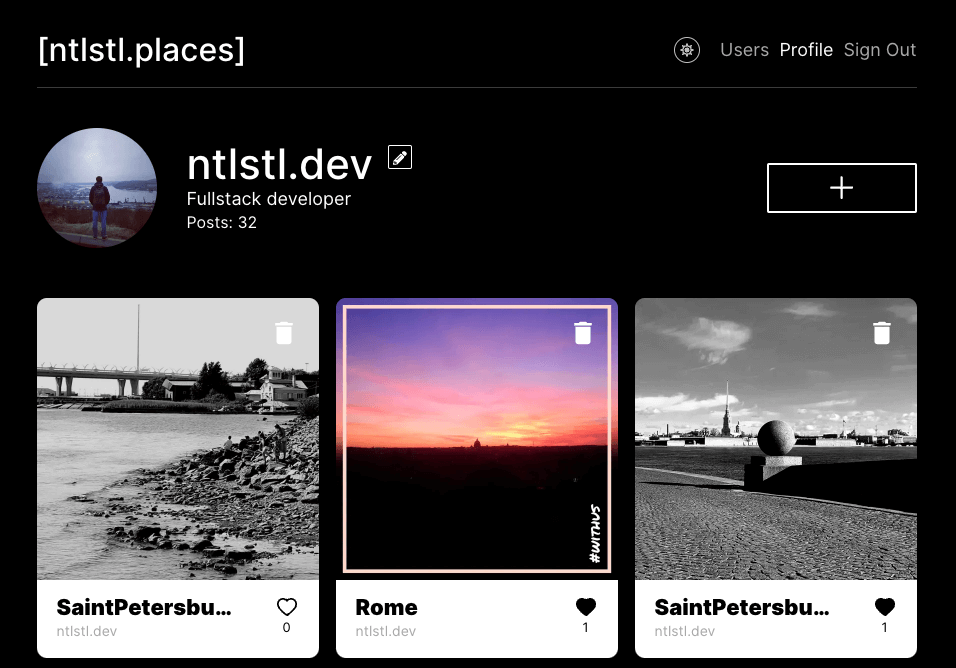 [ntlstl.places]
Users Profile Sign Out
ntlstl.dev
Fullstack developer
Posts: 32
#WITHUS
SaintPetersbu...
ntlstl.dev
0
Rome
ntlstl.dev
1
SaintPetersbu...
ntlstl.dev
1